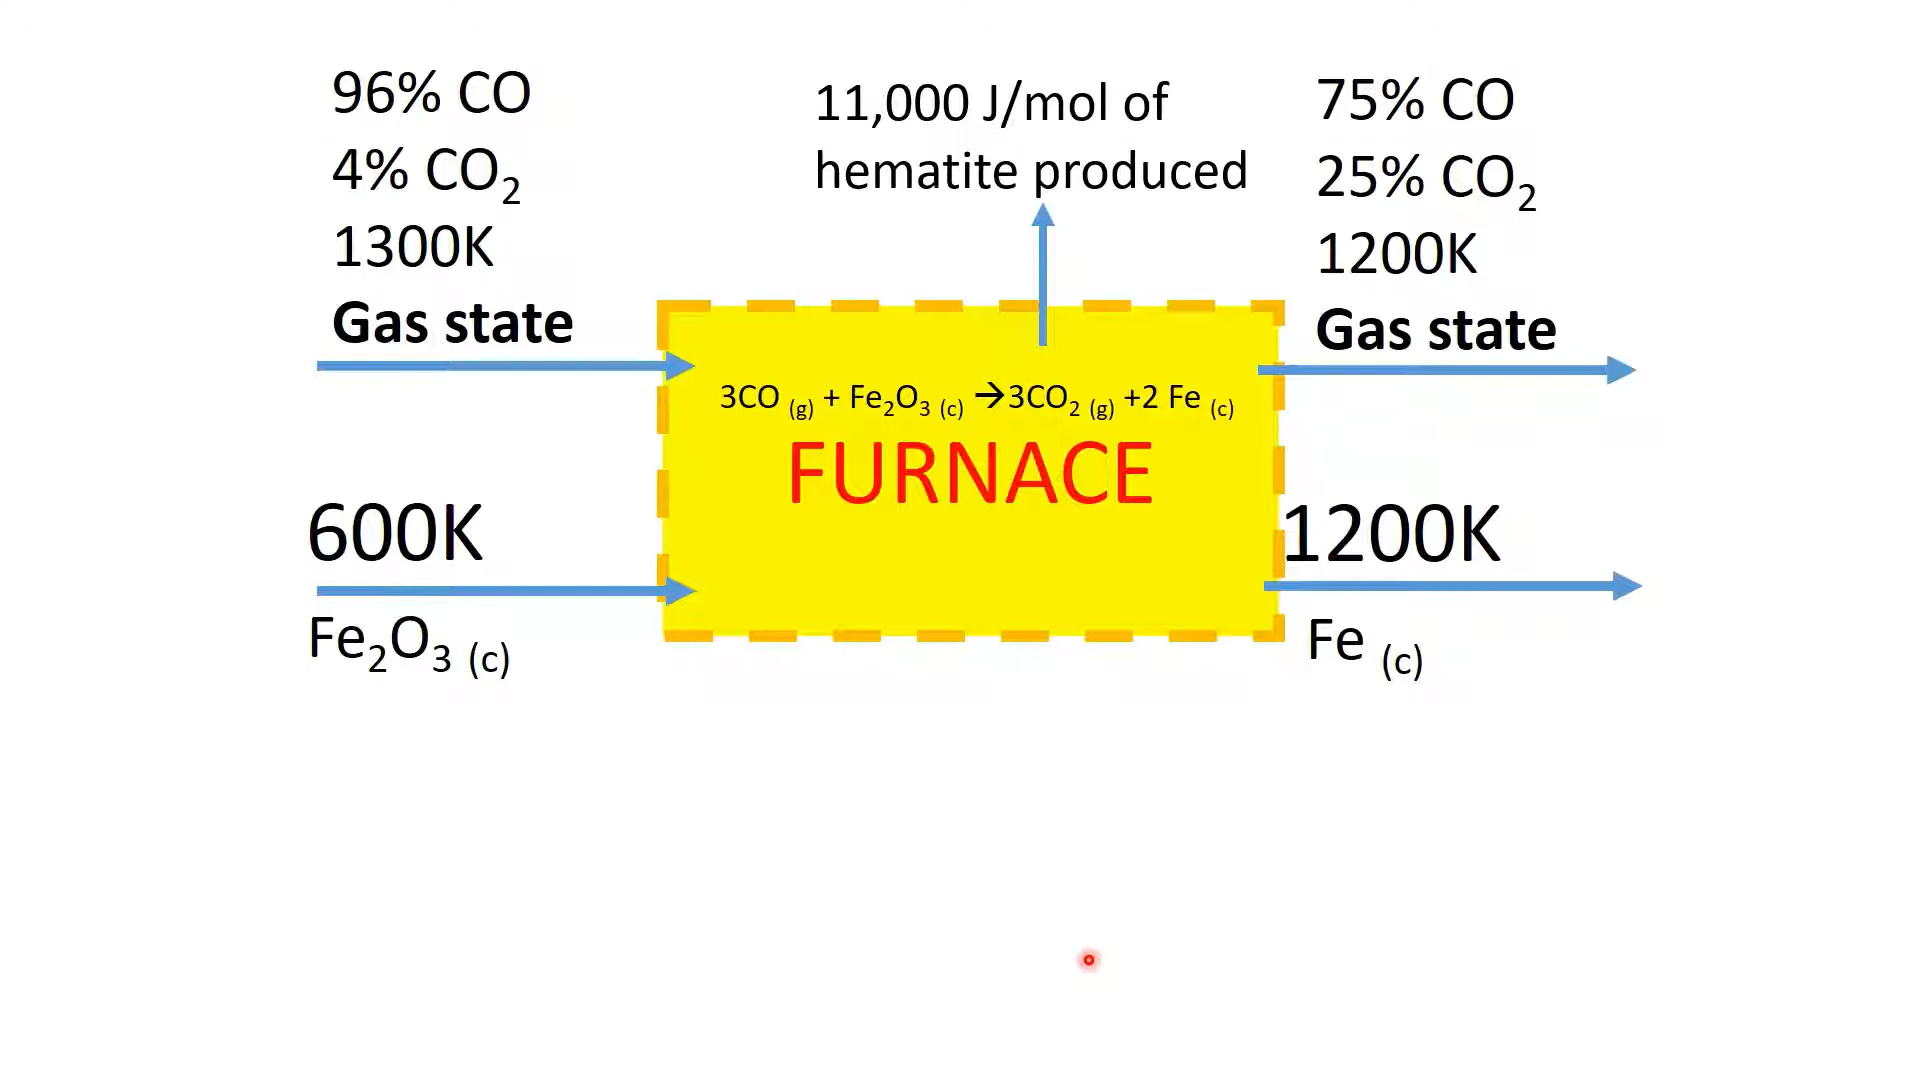 96% CO
4% CO₂
1300K
Gas state
11,000 J/mol of
hematite produced
75% CO
25% CO₂
1200K
Gas state
3CO (g) + Fe₂O₃ (c) →3CO₂ (g) +2 Fe (c)
FURNACE
600K
Fe₂O₃ (c)
1200K
Fe (c)